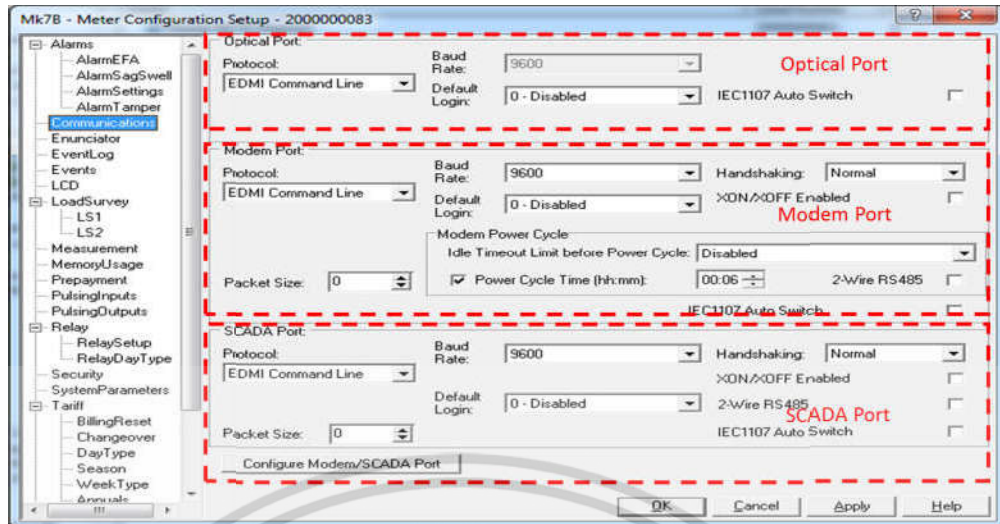 Mk7B - Meter Configuration Setup - 2000000083
Alarms
AlarmEFA
AlarmSagSwell
AlarmSettings
AlarmTamper
Communications
Enunciator
EventLog
Events
LCD
LoadSurvey
LS1
LS2
Measurement
MemoryUsage
Prepayment
PulsingInputs
PulsingOutputs
Relay
RelaySetup
RelayDayType
Security
SystemParameters
Tariff
BillingReset
Changeover
DayType
Season
WeekType
Annuals
Optical Port:
Protocol:
EDMI Command Line
Baud Rate:
9600
Default Login:
0 - Disabled
Optical Port
IEC1107 Auto Switch
Modem Port:
Protocol:
EDMI Command Line
Baud Rate:
9600
Handshaking:
Normal
Default Login:
0 - Disabled
XON/XOFF Enabled
Modem Port
Modem Power Cycle
Idle Timeout Limit before Power Cycle:
Disabled
Packet Size:
0
Power Cycle Time (hh:mm):
00:06
2-Wire RS485
IEC1107 Auto Switch
SCADA Port:
Protocol:
EDMI Command Line
Baud Rate:
9600
Handshaking:
Normal
XON/XOFF Enabled
Default Login:
0 - Disabled
2-Wire RS485
SCADA Port
Packet Size:
0
IEC1107 Auto Switch
Configure Modem/SCADA Port
OK
Cancel
Apply
Help